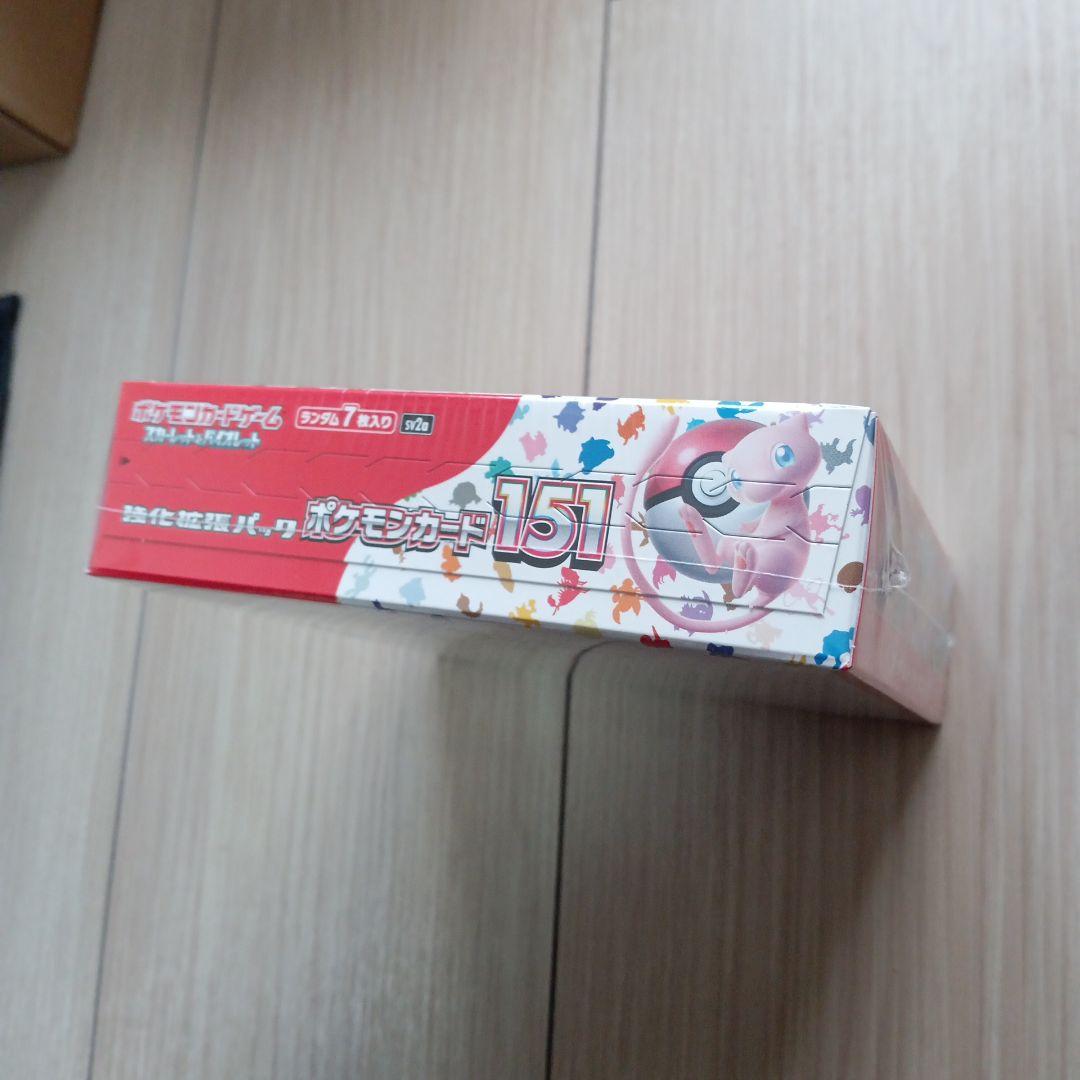 ポケモンカードゲーム
スカーレット&バイオレット
ランダム7枚入り
sv2a
強化拡張パック ポケモンカード151